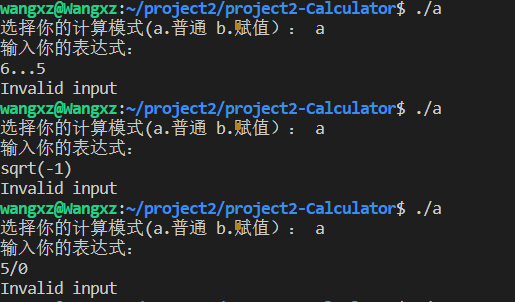 wangxz@Wangxz:~/project2/project2-Calculator$ ./a
选择你的计算模式(a.普通 b.赋值）： a
输入你的表达式：
6...5
Invalid input
wangxz@Wangxz:~/project2/project2-Calculator$ ./a
选择你的计算模式(a.普通 b.赋值）： a
输入你的表达式：
sqrt(-1)
Invalid input
wangxz@Wangxz:~/project2/project2-Calculator$ ./a
选择你的计算模式(a.普通 b.赋值）： a
输入你的表达式：
5/0
Invalid input